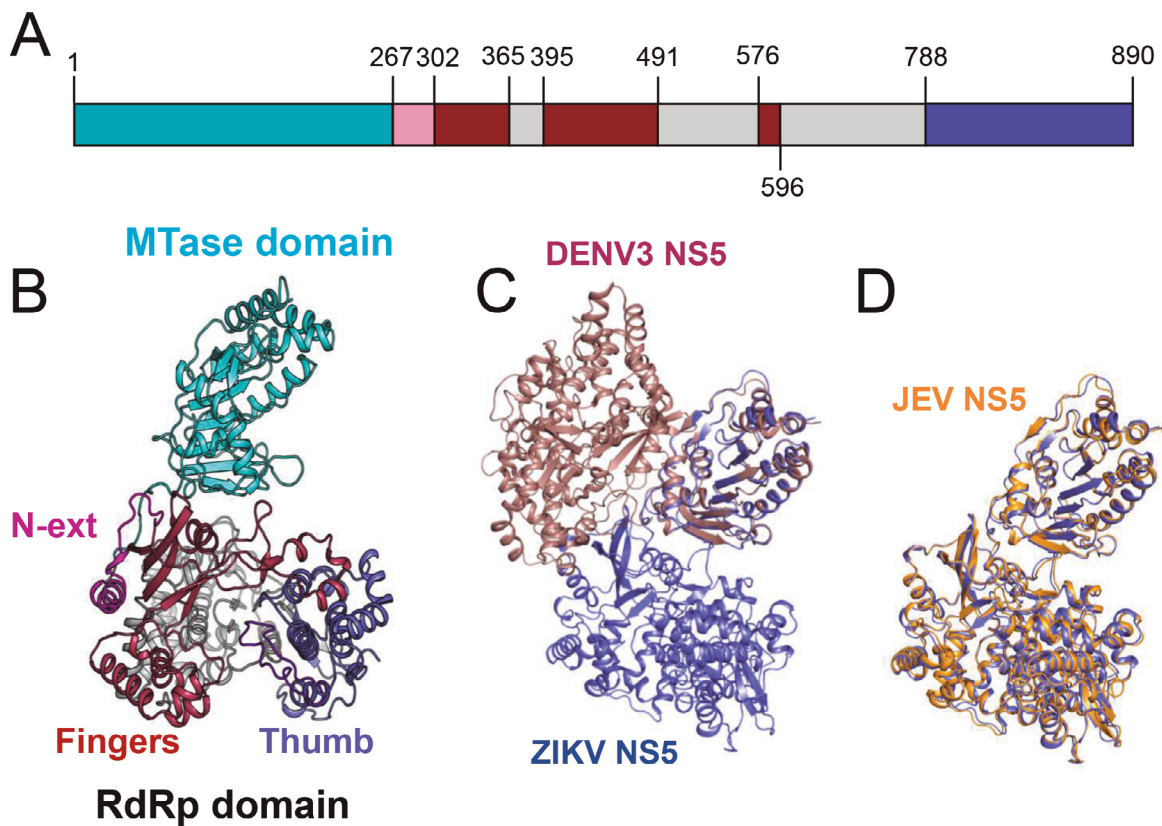 A
1 267 302 365 395 491 576 788 890
596
MTase domain
B
N-ext
Fingers
Thumb
RdRp domain
C
DENV3 NS5
ZIKV NS5
D
JEV NS5